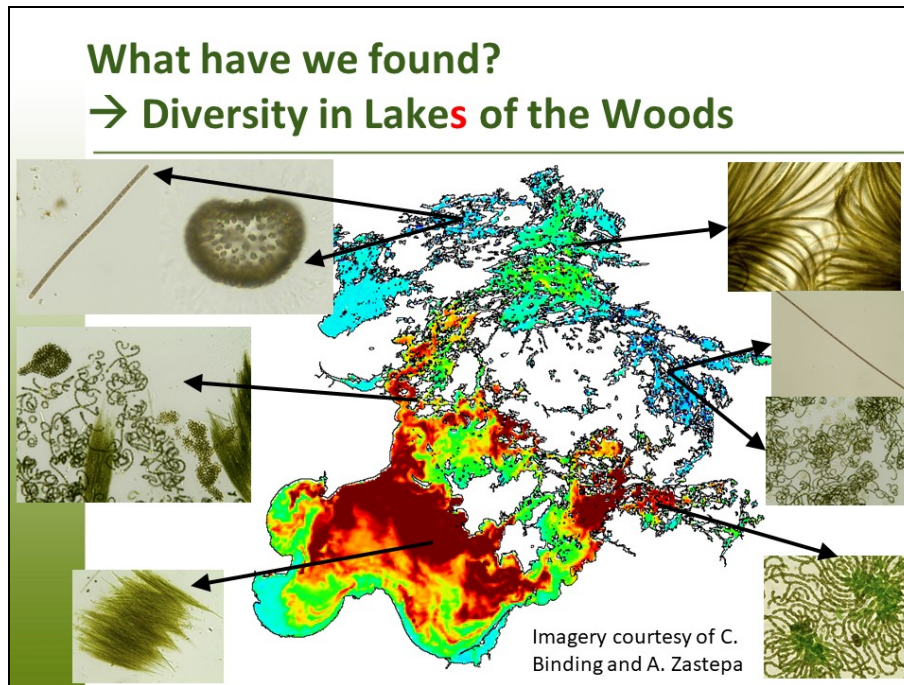 What have we found?
→ Diversity in Lakes of the Woods
Imagery courtesy of C.
Binding and A. Zastepa